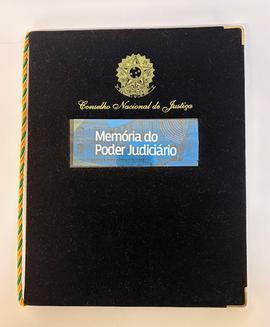 Conselho Nacional de Justiça
Memória do
Poder Judiciário